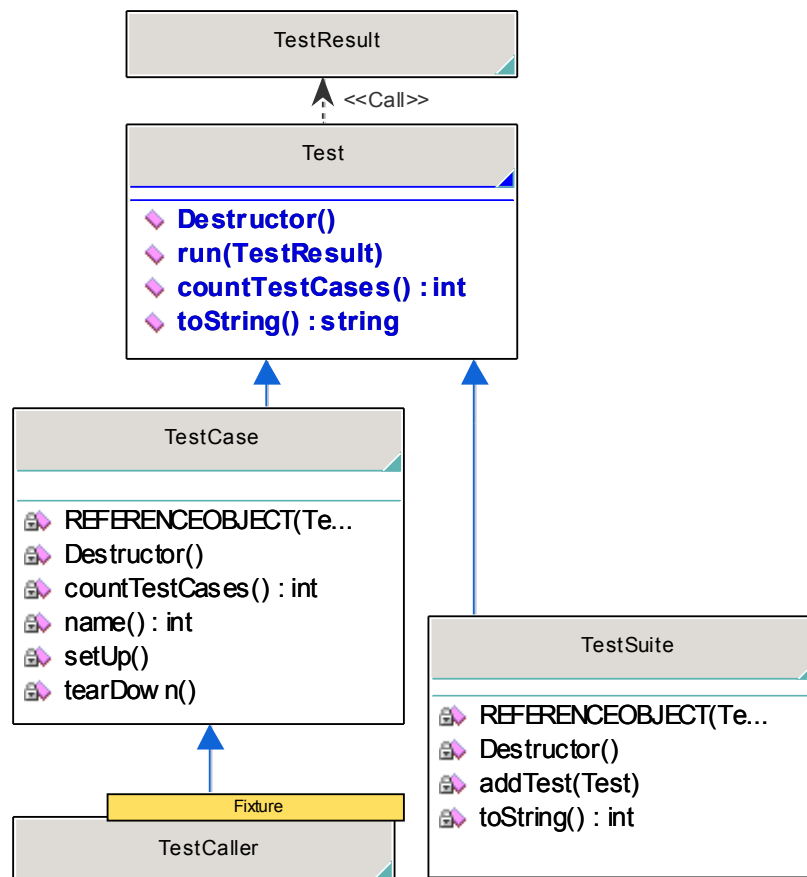 TestResult
<<Call>>
Test
Destructor()
run(TestResult)
countTestCases() : int
toString() : string
TestCase
REFERENCEOBJECT(Te...
Destructor()
countTestCases() : int
name() : int
setUp()
tearDown()
TestSuite
REFERENCEOBJECT(Te...
Destructor()
addTest(Test)
toString() : int
Fixture
TestCaller